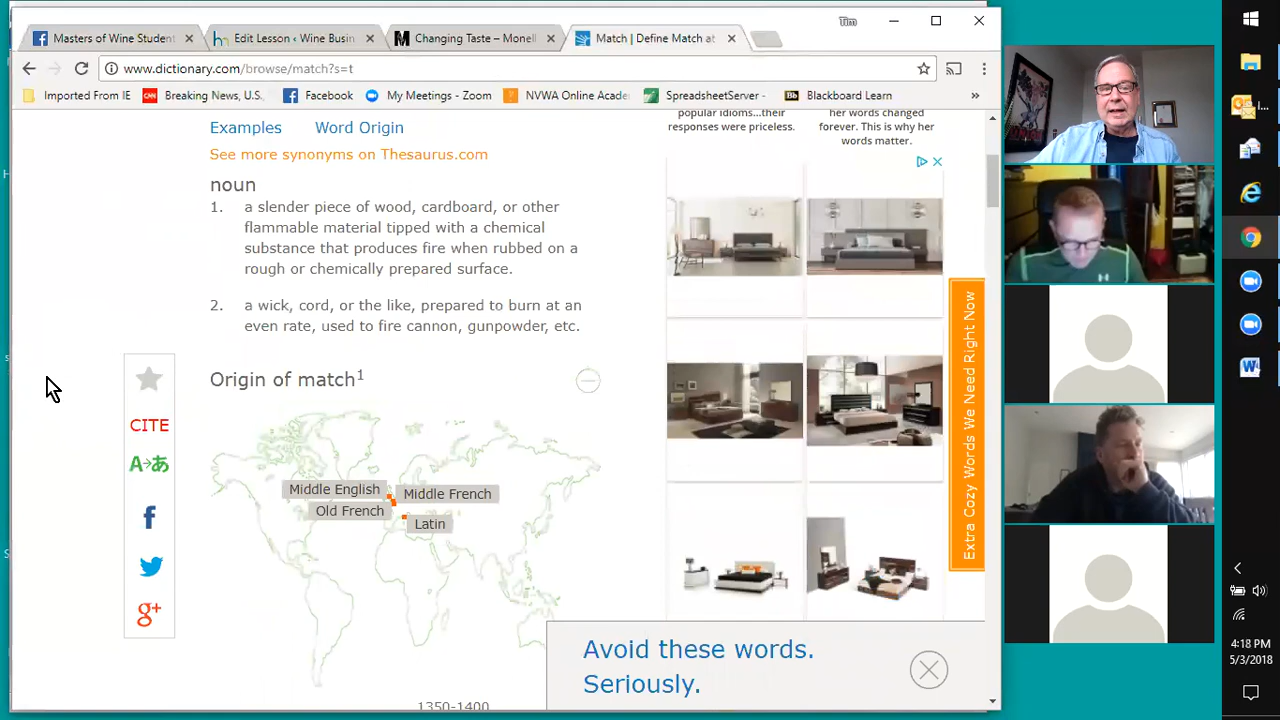 Tim
Masters of Wine Student
Edit Lesson ‹ Wine Busin
Changing Taste – Monell
Match | Define Match at
www.dictionary.com/browse/match?s=t
Imported From IE
Breaking News, U.S.
Facebook
My Meetings - Zoom
NVWA Online Acade
SpreadsheetServer -
Bb
Blackboard Learn
»
Examples
Word Origin
See more synonyms on Thesaurus.com
noun
1. a slender piece of wood, cardboard, or other
flammable material tipped with a chemical
substance that produces fire when rubbed on a
rough or chemically prepared surface.
2. a wick, cord, or the like, prepared to burn at an
even rate, used to fire cannon, gunpowder, etc.
Origin of match1
Middle English
Middle French
Old French
Latin
1350-1400
CITE
A→あ
popular idioms...their
responses were priceless.
her words changed
forever. This is why her
words matter.
Extra Cozy Words We Need Right Now
Avoid these words.
Seriously.
4:18 PM
5/3/2018